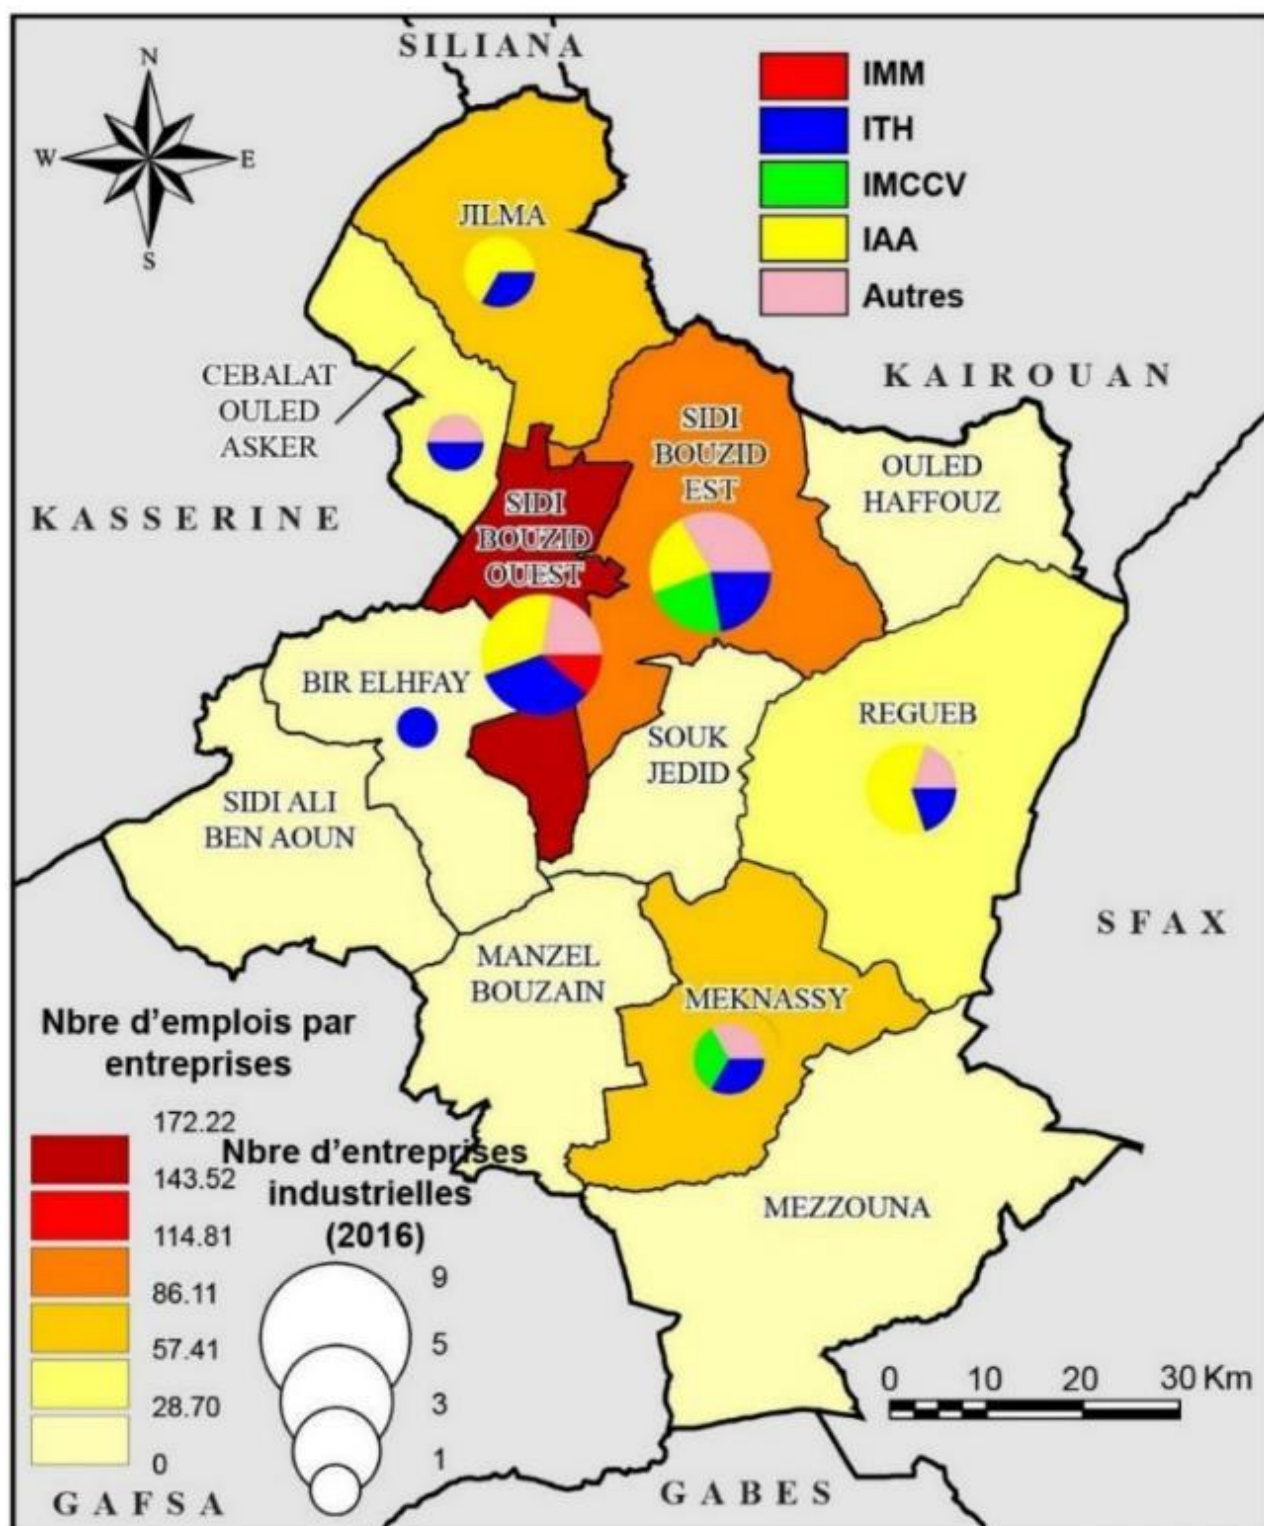 SILIANA
N
W
E
S
IMM
ITH
IMCCV
IAA
Autres
JILMA
CEBALAT
OULED
ASKER
KAIROUAN
SIDI
BOUZID
EST
OULED
HAFFOUZ
KASSERINE
SIDI
BOUZID
OUEST
BIR ELHFAY
REGUEB
SOUK
JEDID
SIDI ALI
BEN AOUN
SFAX
MANZEL
BOUZAIN
MEKNASSY
MEZZOUNA
Nbre d'emplois par
entreprises
172.22
143.52
114.81
86.11
57.41
28.70
0
Nbre d'entreprises
industrielles
(2016)
9
5
3
1
0 10 20 30 Km
GAFSA
GABES